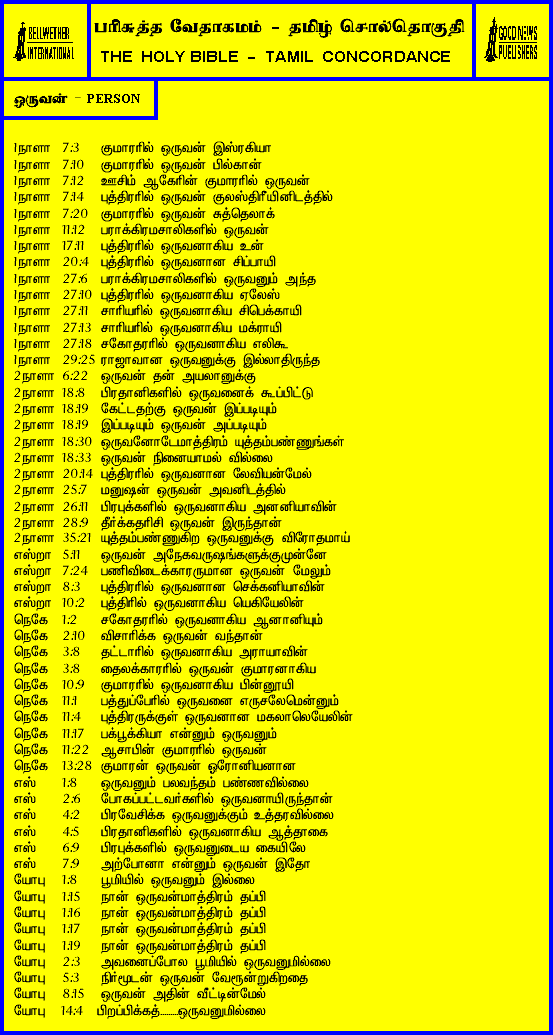 BELLWETHER
INTERNATIONAL
பரிசுத்த வேதாகமம் - தமிழ் சொல்தொகுதி
THE HOLY BIBLE - TAMIL CONCORDANCE
GOOD NEWS
PUBLISHERS
ஒருவன் - PERSON
1நாளா 7:3 குமாரரில் ஒருவன் இஸ்ரகியா
1நாளா 7:10 குமாரரில் ஒருவன் பில்கான்
1நாளா 7:12 ஊசிம் ஆகேரின் குமாரரில் ஒருவன்
1நாளா 7:14 புத்திரரில் ஒருவன் குலஸ்திரீயினிடத்தில்
1நாளா 7:20 குமாரரில் ஒருவன் சுத்தெலாக்
1நாளா 11:12 பராக்கிரமசாலிகளில் ஒருவன்
1நாளா 17:11 புத்திரரில் ஒருவனாகிய உன்
1நாளா 20:4 புத்திரரில் ஒருவனான சிப்பாயி
1நாளா 27:6 பராக்கிரமசாலிகளில் ஒருவனும் அந்த
1நாளா 27:10 புத்திரரில் ஒருவனாகிய ஏலேஸ்
1நாளா 27:11 சாரியரில் ஒருவனாகிய சிபெக்காயி
1நாளா 27:13 சாரியரில் ஒருவனாகிய மக்ராயி
1நாளா 27:18 சகோதரரில் ஒருவனாகிய எலிகூ
1நாளா 29:25 ராஜாவான ஒருவனுக்கு இல்லாதிருந்த
2நாளா 6:22 ஒருவன் தன் அயலானுக்கு
2நாளா 18:8 பிரதானிகளில் ஒருவனைக் கூப்பிட்டு
2நாளா 18:19 கேட்டதற்கு ஒருவன் இப்படியும்
2நாளா 18:19 இப்படியும் ஒருவன் அப்படியும்
2நாளா 18:30 ஒருவனோடேமாத்திரம் யுத்தம்பண்ணுங்கள்
2நாளா 18:33 ஒருவன் நினையாமல் வில்லை
2நாளா 20:14 புத்திரரில் ஒருவனான லேவியன்மேல்
2நாளா 25:7 மனுஷன் ஒருவன் அவனிடத்தில்
2நாளா 26:11 பிரபுக்களில் ஒருவனாகிய அனனியாவின்
2நாளா 28:9 தீர்க்கதரிசி ஒருவன் இருந்தான்
2நாளா 35:21 யுத்தம்பண்ணுகிற ஒருவனுக்கு விரோதமாய்
எஸ்றா 5:11 ஒருவன் அநேகவருஷங்களுக்குமுன்னே
எஸ்றா 7:24 பணிவிடைக்காரருமான ஒருவன் மேலும்
எஸ்றா 8:3 புத்திரரில் ஒருவனான செக்கனியாவின்
எஸ்றா 10:2 புத்திரில் ஒருவனாகிய யெகியேலின்
நெகே 1:2 சகோதரரில் ஒருவனாகிய ஆனானியும்
நெகே 2:10 விசாரிக்க ஒருவன் வந்தான்
நெகே 3:8 தட்டாரில் ஒருவனாகிய அராயாவின்
நெகே 3:8 தைலக்காரரில் ஒருவன் குமாரனாகிய
நெகே 10:9 குமாரரில் ஒருவனாகிய பின்னூயி
நெகே 11:1 பத்துப்பேரில் ஒருவனை எருசலேமென்னும்
நெகே 11:4 புத்திரருக்குள் ஒருவனான மகலாலெயேலின்
நெகே 11:17 பக்பூக்கியா என்னும் ஒருவனும்
நெகே 11:22 ஆசாபின் குமாரரில் ஒருவன்
நெகே 13:28 குமாரன் ஒருவன் ஓரோனியனான
எஸ் 1:8 ஒருவனும் பலவந்தம் பண்ணவில்லை
எஸ் 2:6 போகப்பட்டவர்களில் ஒருவனாயிருந்தான்
எஸ் 4:2 பிரவேசிக்க ஒருவனுக்கும் உத்தரவில்லை
எஸ் 4:5 பிரதானிகளில் ஒருவனாகிய ஆத்தாகை
எஸ் 6:9 பிரபுக்களில் ஒருவனுடைய கையிலே
எஸ் 7:9 அற்போனா என்னும் ஒருவன் இதோ
யோபு 1:8 பூமியில் ஒருவனும் இல்லை
யோபு 1:15 நான் ஒருவன்மாத்திரம் தப்பி
யோபு 1:16 நான் ஒருவன்மாத்திரம் தப்பி
யோபு 1:17 நான் ஒருவன்மாத்திரம் தப்பி
யோபு 1:19 நான் ஒருவன்மாத்திரம் தப்பி
யோபு 2:3 அவனைப்போல பூமியில் ஒருவனுமில்லை
யோபு 5:3 நிர்மூடன் ஒருவன் வேரூன்றுகிறதை
யோபு 8:15 ஒருவன் அதின் வீட்டின்மேல்
யோபு 14:4 பிறப்பிக்கத்.........ஒருவனுமில்லை